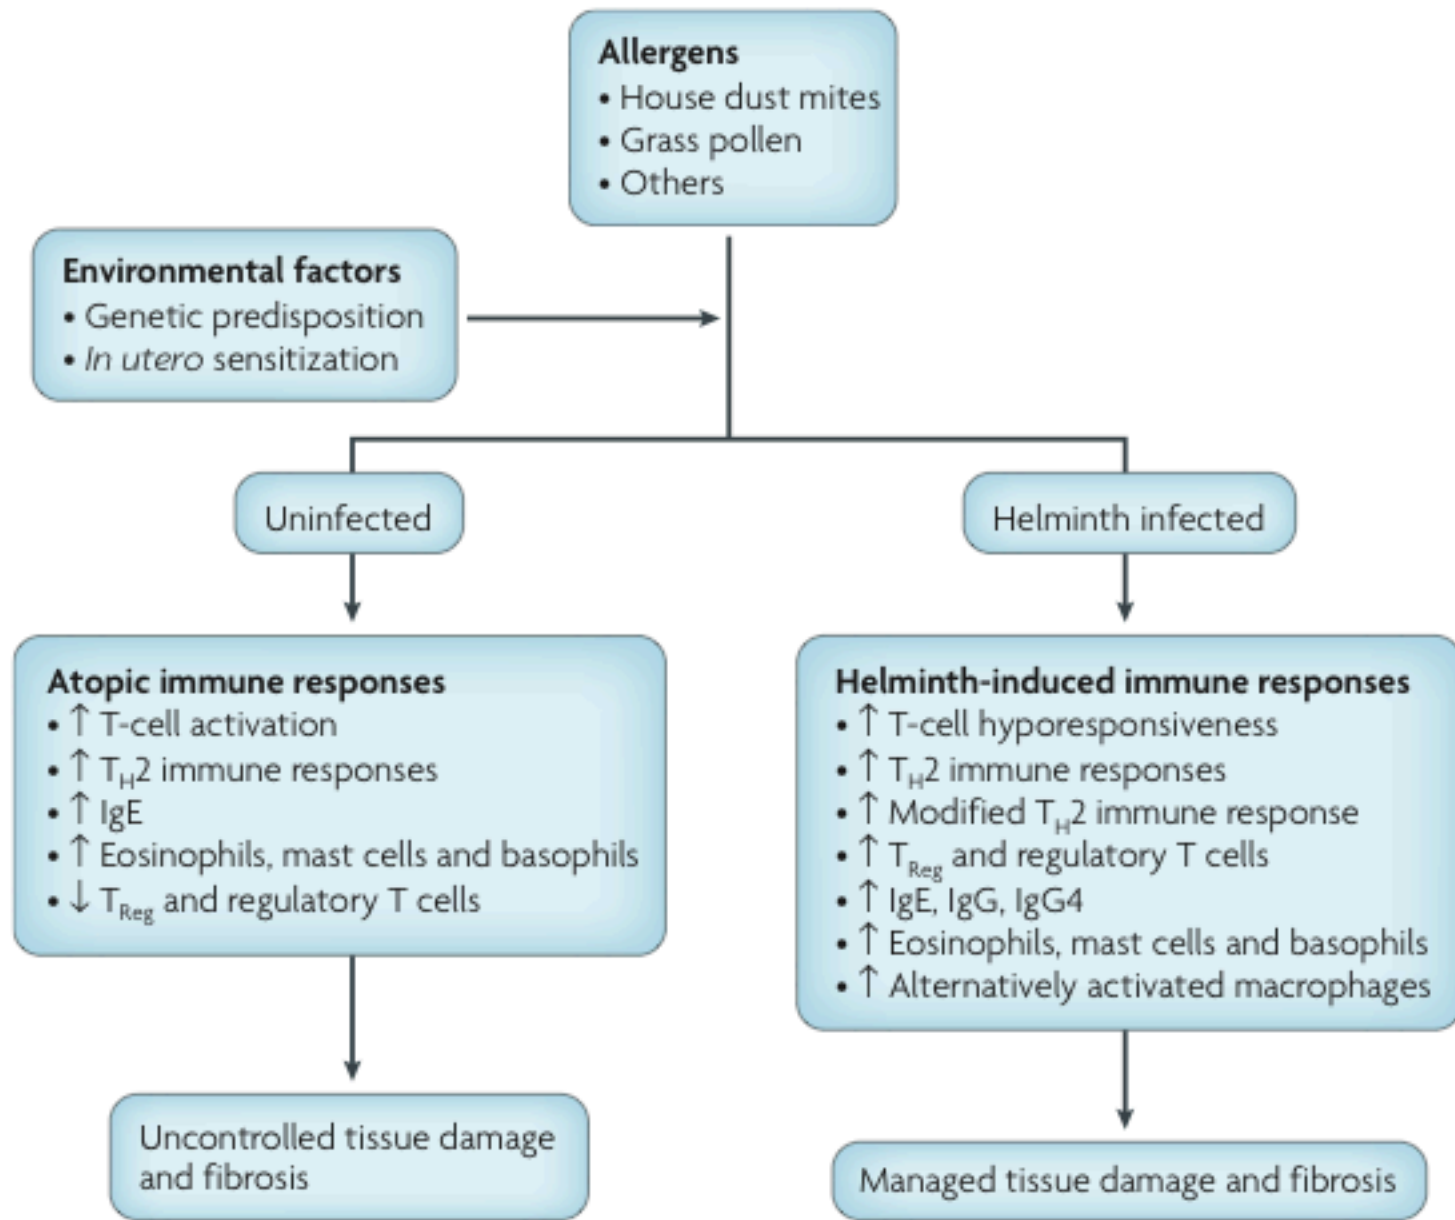 Allergens
• House dust mites
• Grass pollen
• Others
Environmental factors
• Genetic predisposition
• In utero sensitization
Uninfected
Helminth infected
Atopic immune responses
• ↑ T-cell activation
• ↑ TH2 immune responses
• ↑ IgE
• ↑ Eosinophils, mast cells and basophils
• ↓ TReg and regulatory T cells
Helminth-induced immune responses
• ↑ T-cell hyporesponsiveness
• ↑ TH2 immune responses
• ↑ Modified TH2 immune response
• ↑ TReg and regulatory T cells
• ↑ IgE, IgG, IgG4
• ↑ Eosinophils, mast cells and basophils
• ↑ Alternatively activated macrophages
Uncontrolled tissue damage
and fibrosis
Managed tissue damage and fibrosis